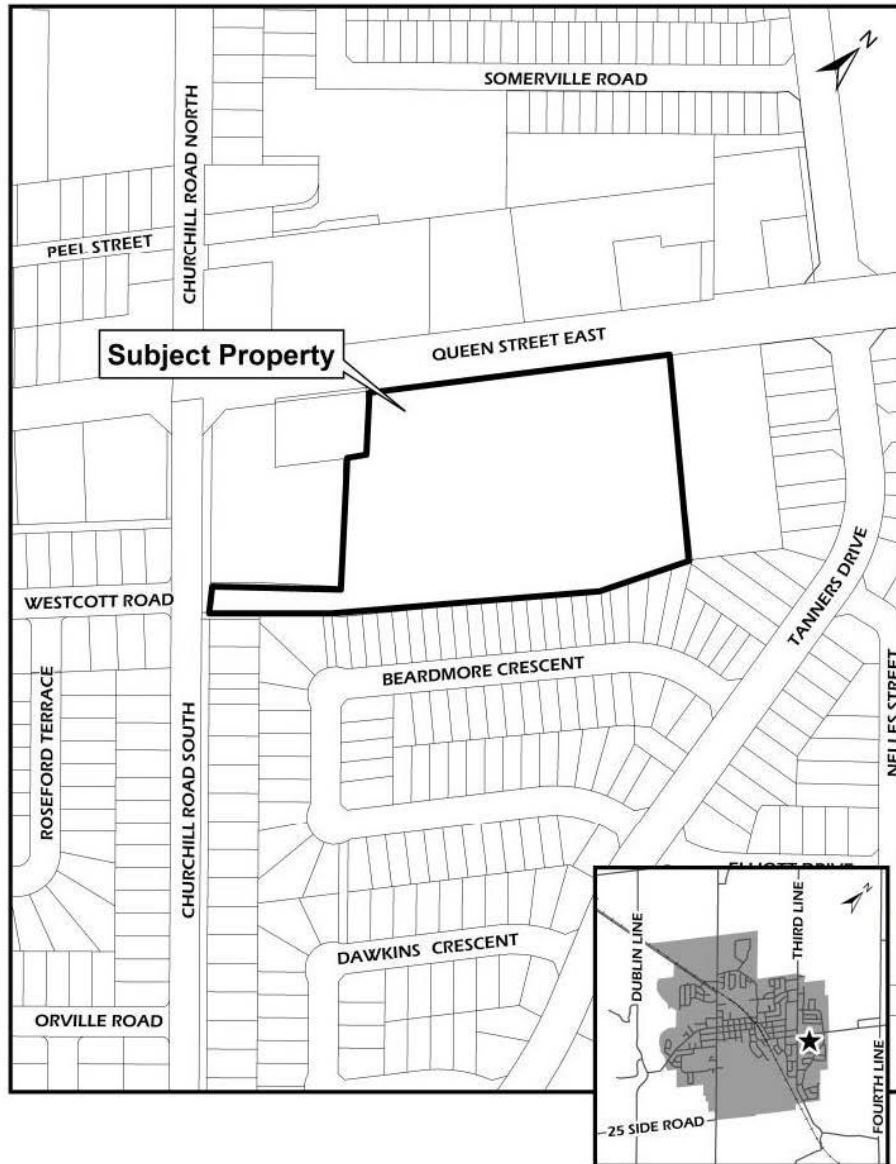 N
SOMERVILLE ROAD
CHURCHILL ROAD NORTH
PEEL STREET
QUEEN STREET EAST
Subject Property
TANNERS DRIVE
WESTCOTT ROAD
BEARDMORE CRESCENT
NELLES STREET
ROSEFORD TERRACE
CHURCHILL ROAD SOUTH
ELLIOTT DRIVE
DAWKINS CRESCENT
ORVILLE ROAD
N
DUBLIN LINE
THIRD LINE
FOURTH LINE
25 SIDE ROAD